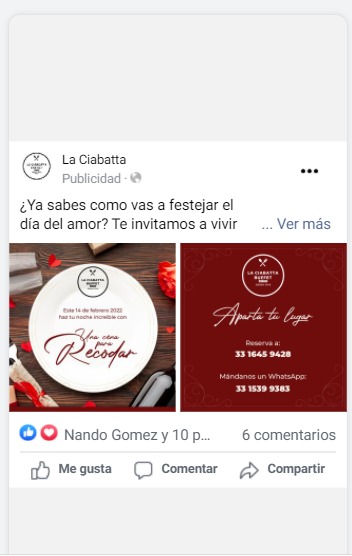 La Ciabatta
Publicidad ·
¿Ya sabes como vas a festejar el
día del amor? Te invitamos a vivir
... Ver más
LA CIABATTA
BUFFET
Este 14 de febrero 2022
haz tu noche increíble con
Una cena
para
Recodar
LA CIABATTA
BUFFET
Aparta tu lugar
Reserva a:
33 1645 9428
Mándanos un WhatsApp:
33 1539 9383
Nando Gomez y 10 p...
6 comentarios
Me gusta
Comentar
Compartir